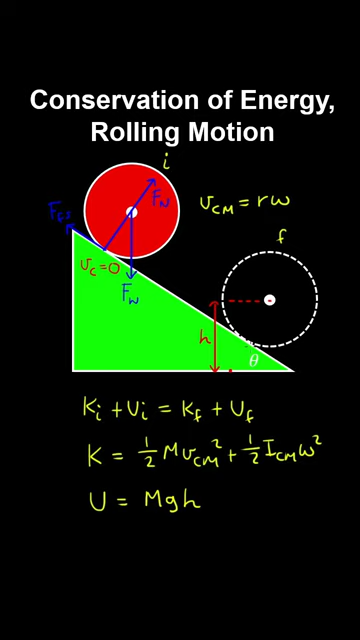 Conservation of Energy,
Rolling Motion
i
F_N
v_CM = rω
F_fs
f
v_c = 0
F_W
h
θ
K_i + U_i = K_f + U_f
K = 1/2 M v_CM² + 1/2 I_CM ω²
U = Mgh